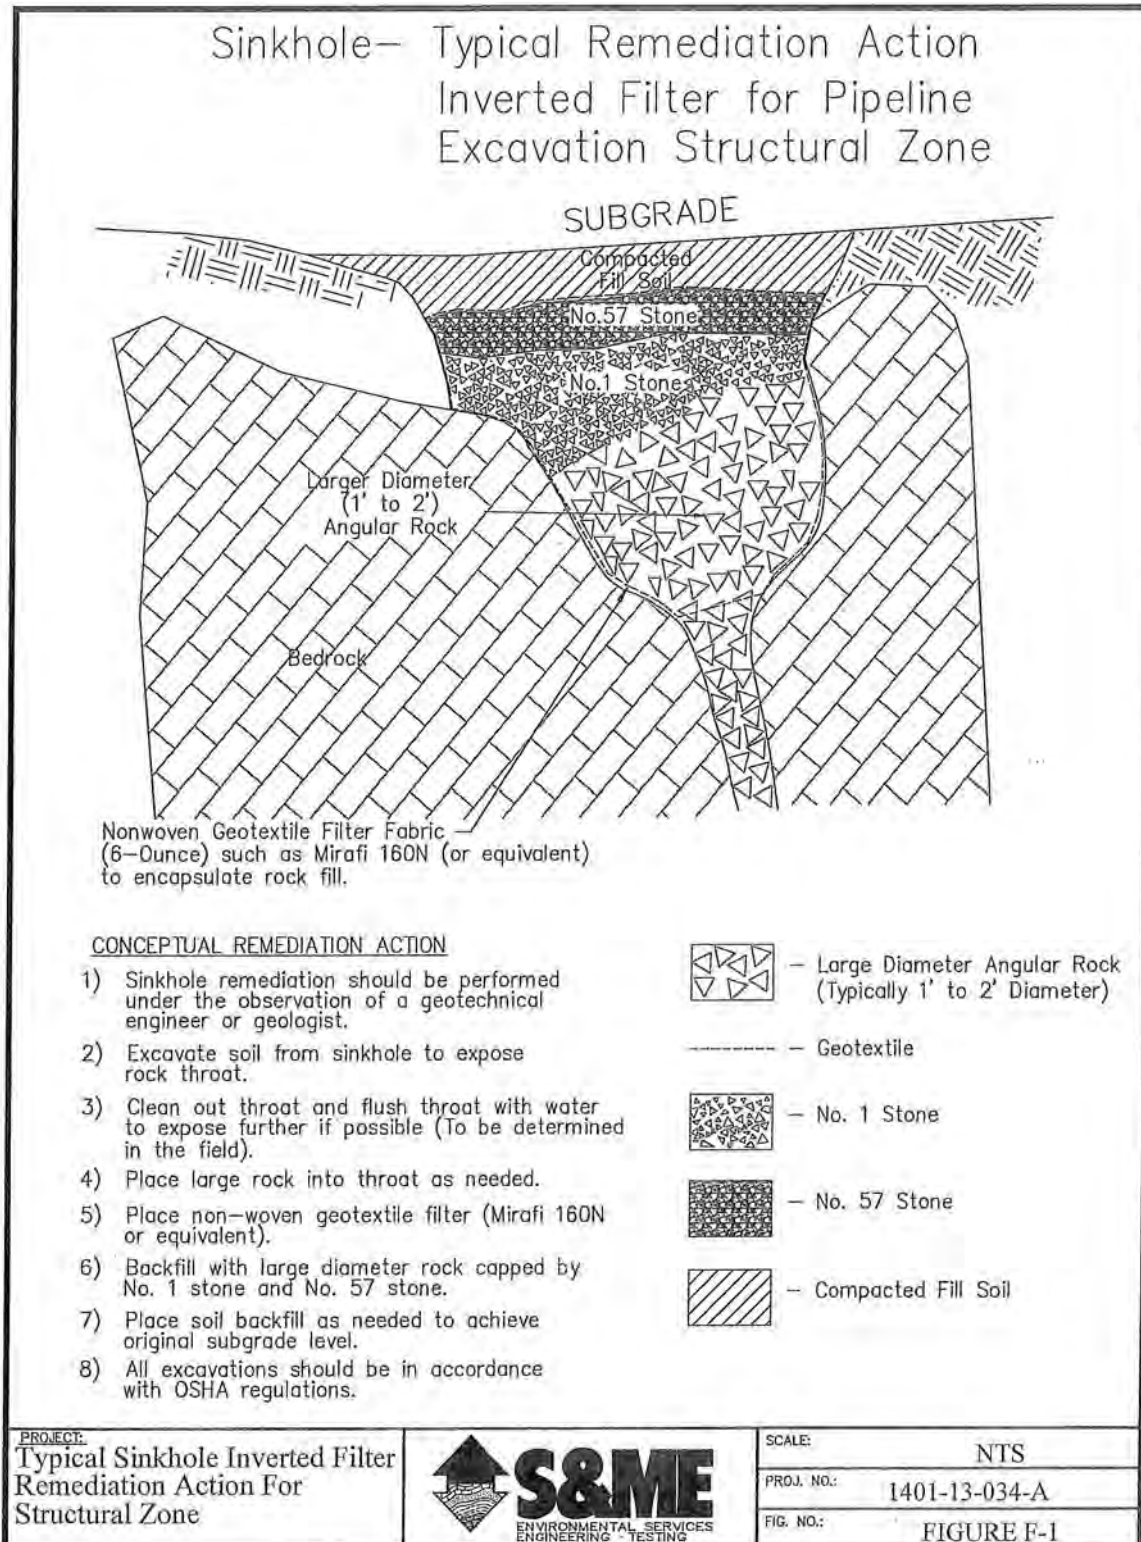 Sinkhole– Typical Remediation Action
Inverted Filter for Pipeline
Excavation Structural Zone
SUBGRADE
Compacted
Fill Soil
No.57 Stone
No.1 Stone
Larger Diameter
(1' to 2')
Angular Rock
Bedrock
Nonwoven Geotextile Filter Fabric
(6–Ounce) such as Mirafi 160N (or equivalent)
to encapsulate rock fill.
CONCEPTUAL REMEDIATION ACTION
1) Sinkhole remediation should be performed
under the observation of a geotechnical
engineer or geologist.
2) Excavate soil from sinkhole to expose
rock throat.
3) Clean out throat and flush throat with water
to expose further if possible (To be determined
in the field).
4) Place large rock into throat as needed.
5) Place non–woven geotextile filter (Mirafi 160N
or equivalent).
6) Backfill with large diameter rock capped by
No. 1 stone and No. 57 stone.
7) Place soil backfill as needed to achieve
original subgrade level.
8) All excavations should be in accordance
with OSHA regulations.
– Large Diameter Angular Rock
(Typically 1' to 2' Diameter)
– Geotextile
– No. 1 Stone
– No. 57 Stone
– Compacted Fill Soil
PROJECT:
Typical Sinkhole Inverted Filter
Remediation Action For
Structural Zone
S&ME
ENVIRONMENTAL SERVICES
ENGINEERING - TESTING
SCALE: NTS
PROJ. NO.: 1401-13-034-A
FIG. NO.: FIGURE F-1